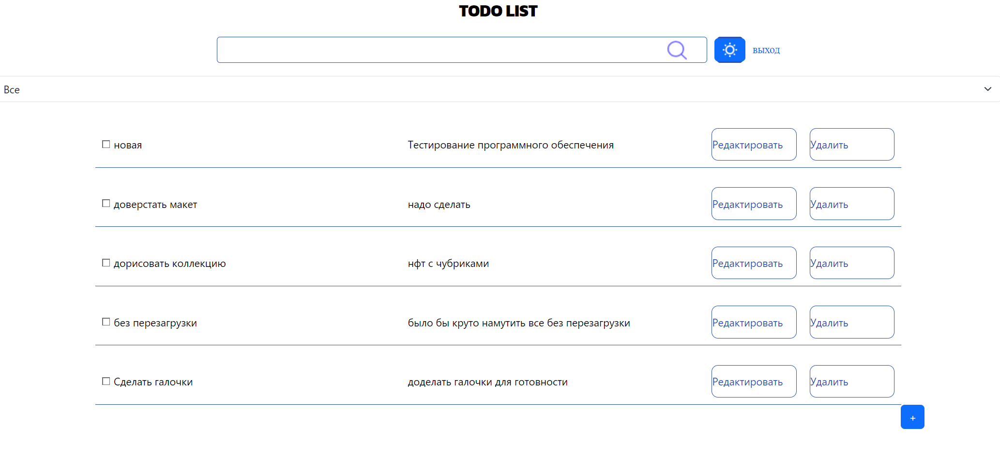 TODO LIST
выход
Все
новая Тестирование программного обеспечения Редактировать Удалить
доверстать макет надо сделать Редактировать Удалить
дорисовать коллекцию нфт с чубриками Редактировать Удалить
без перезагрузки было бы круто намутить все без перезагрузки Редактировать Удалить
Сделать галочки доделать галочки для готовности Редактировать Удалить
+